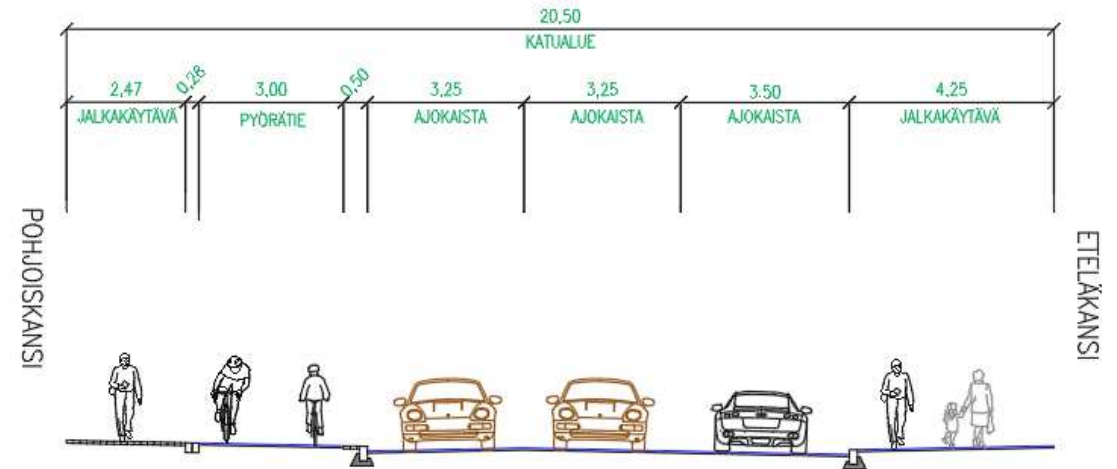 20,50
KATUALUE
2,47 0,28 3,00 0,50 3,25 3,25 3.50 4.25
JALKAKÄYTÄVÄ PYÖRÄTIE AJOKAISTA AJOKAISTA AJOKAISTA JALKAKÄYTÄVÄ
POHJOISKANSI
ETELÄKANSI